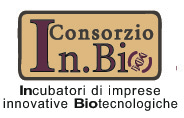 Consorzio
In.Bio
Incubatori di imprese
innovative Biotecnologiche